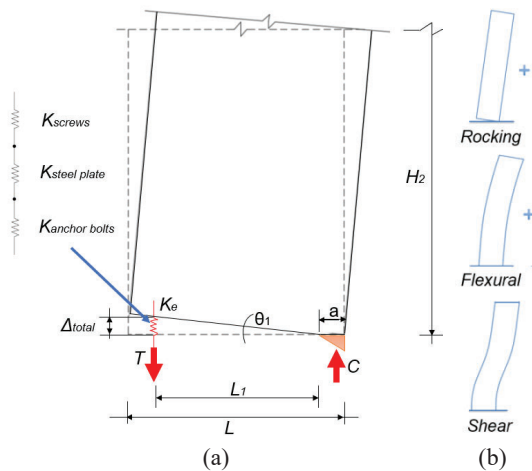 Kscrews
Ksteel plate
Kanchor bolts
Ke
Δtotal
θ1
a
T
C
L1
L
H2
(a)
+
Rocking
+
Flexural
Shear
(b)